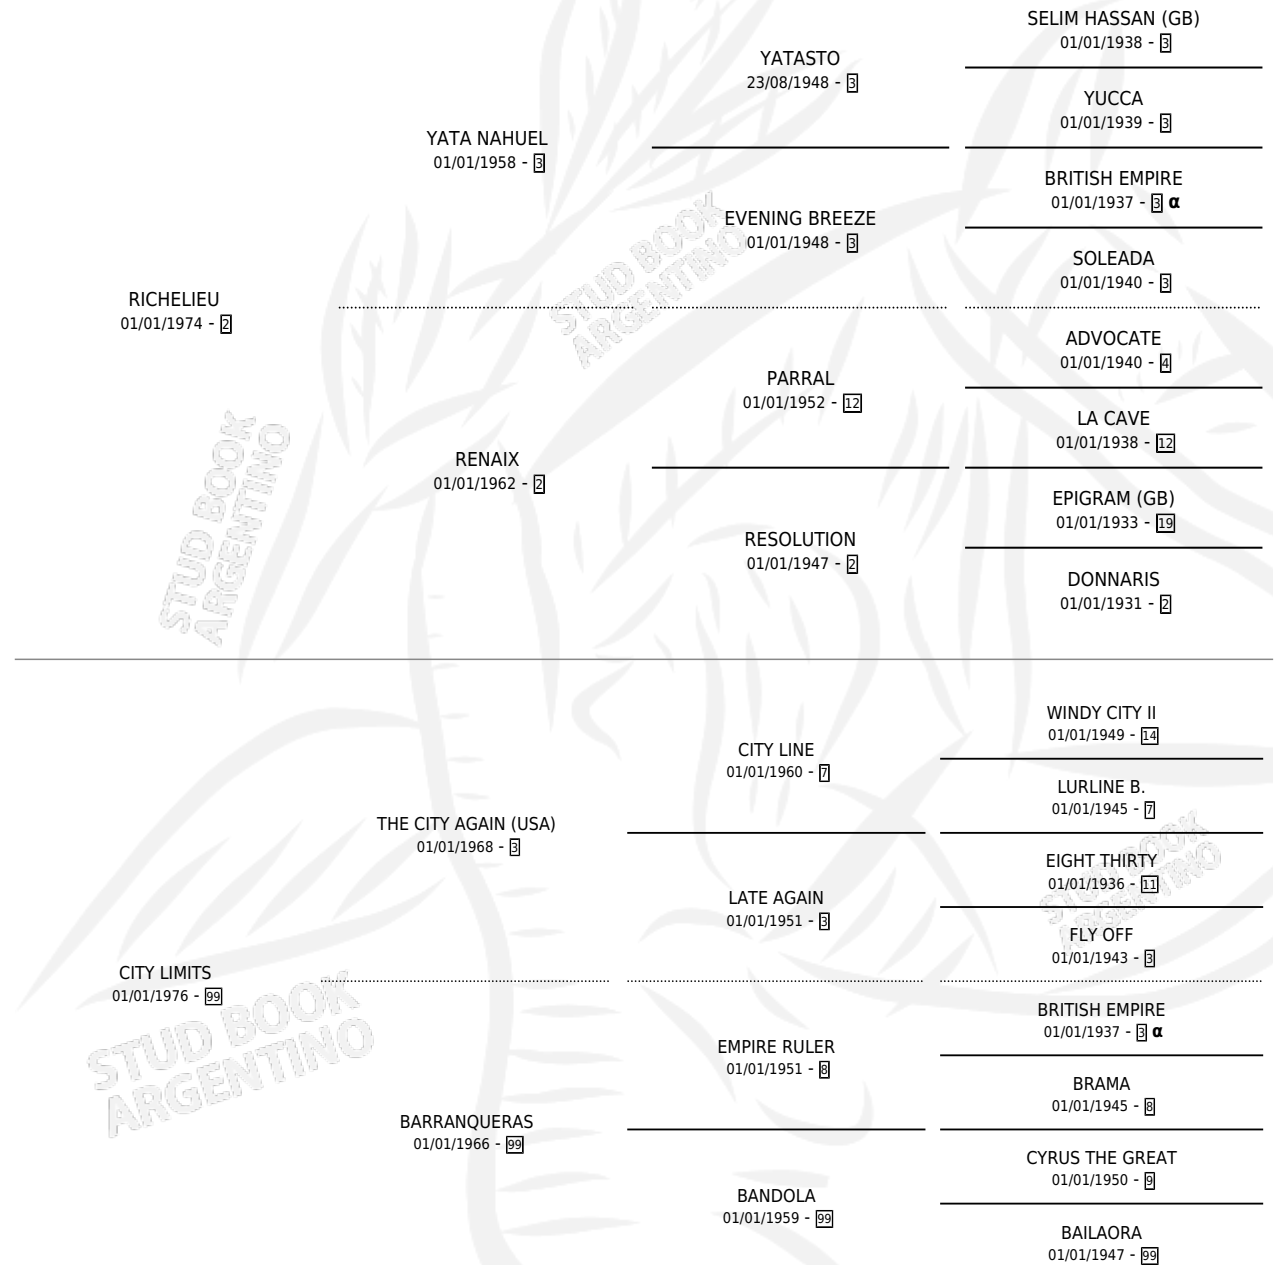 SELIM HASSAN (GB)
01/01/1938 - 3
YATASTO
23/08/1948 - 3
YUCCA
01/01/1939 - 3
YATA NAHUEL
01/01/1958 - 3
BRITISH EMPIRE
01/01/1937 - 3 α
EVENING BREEZE
01/01/1948 - 3
SOLEADA
01/01/1940 - 3
STUD BOOK
ARGENTINO
RICHELIEU
01/01/1974 - 2
ADVOCATE
01/01/1940 - 4
PARRAL
01/01/1952 - 12
LA CAVE
01/01/1938 - 12
RENAIX
01/01/1962 - 2
EPIGRAM (GB)
01/01/1933 - 19
RESOLUTION
01/01/1947 - 2
DONNARIS
01/01/1931 - 2
STUD BOOK
ARGENTINO
WINDY CITY II
01/01/1949 - 14
CITY LINE
01/01/1960 - 7
LURLINE B.
01/01/1945 - 7
THE CITY AGAIN (USA)
01/01/1968 - 3
EIGHT THIRTY
01/01/1936 - 11
LATE AGAIN
01/01/1951 - 3
FLY OFF
01/01/1943 - 3
STUD BOOK
ARGENTINO
CITY LIMITS
01/01/1976 - 99
BRITISH EMPIRE
01/01/1937 - 3 α
EMPIRE RULER
01/01/1951 - 8
BRAMA
01/01/1945 - 8
STUD BOOK
ARGENTINO
BARRANQUERAS
01/01/1966 - 99
CYRUS THE GREAT
01/01/1950 - 9
BANDOLA
01/01/1959 - 99
BAILAORA
01/01/1947 - 99